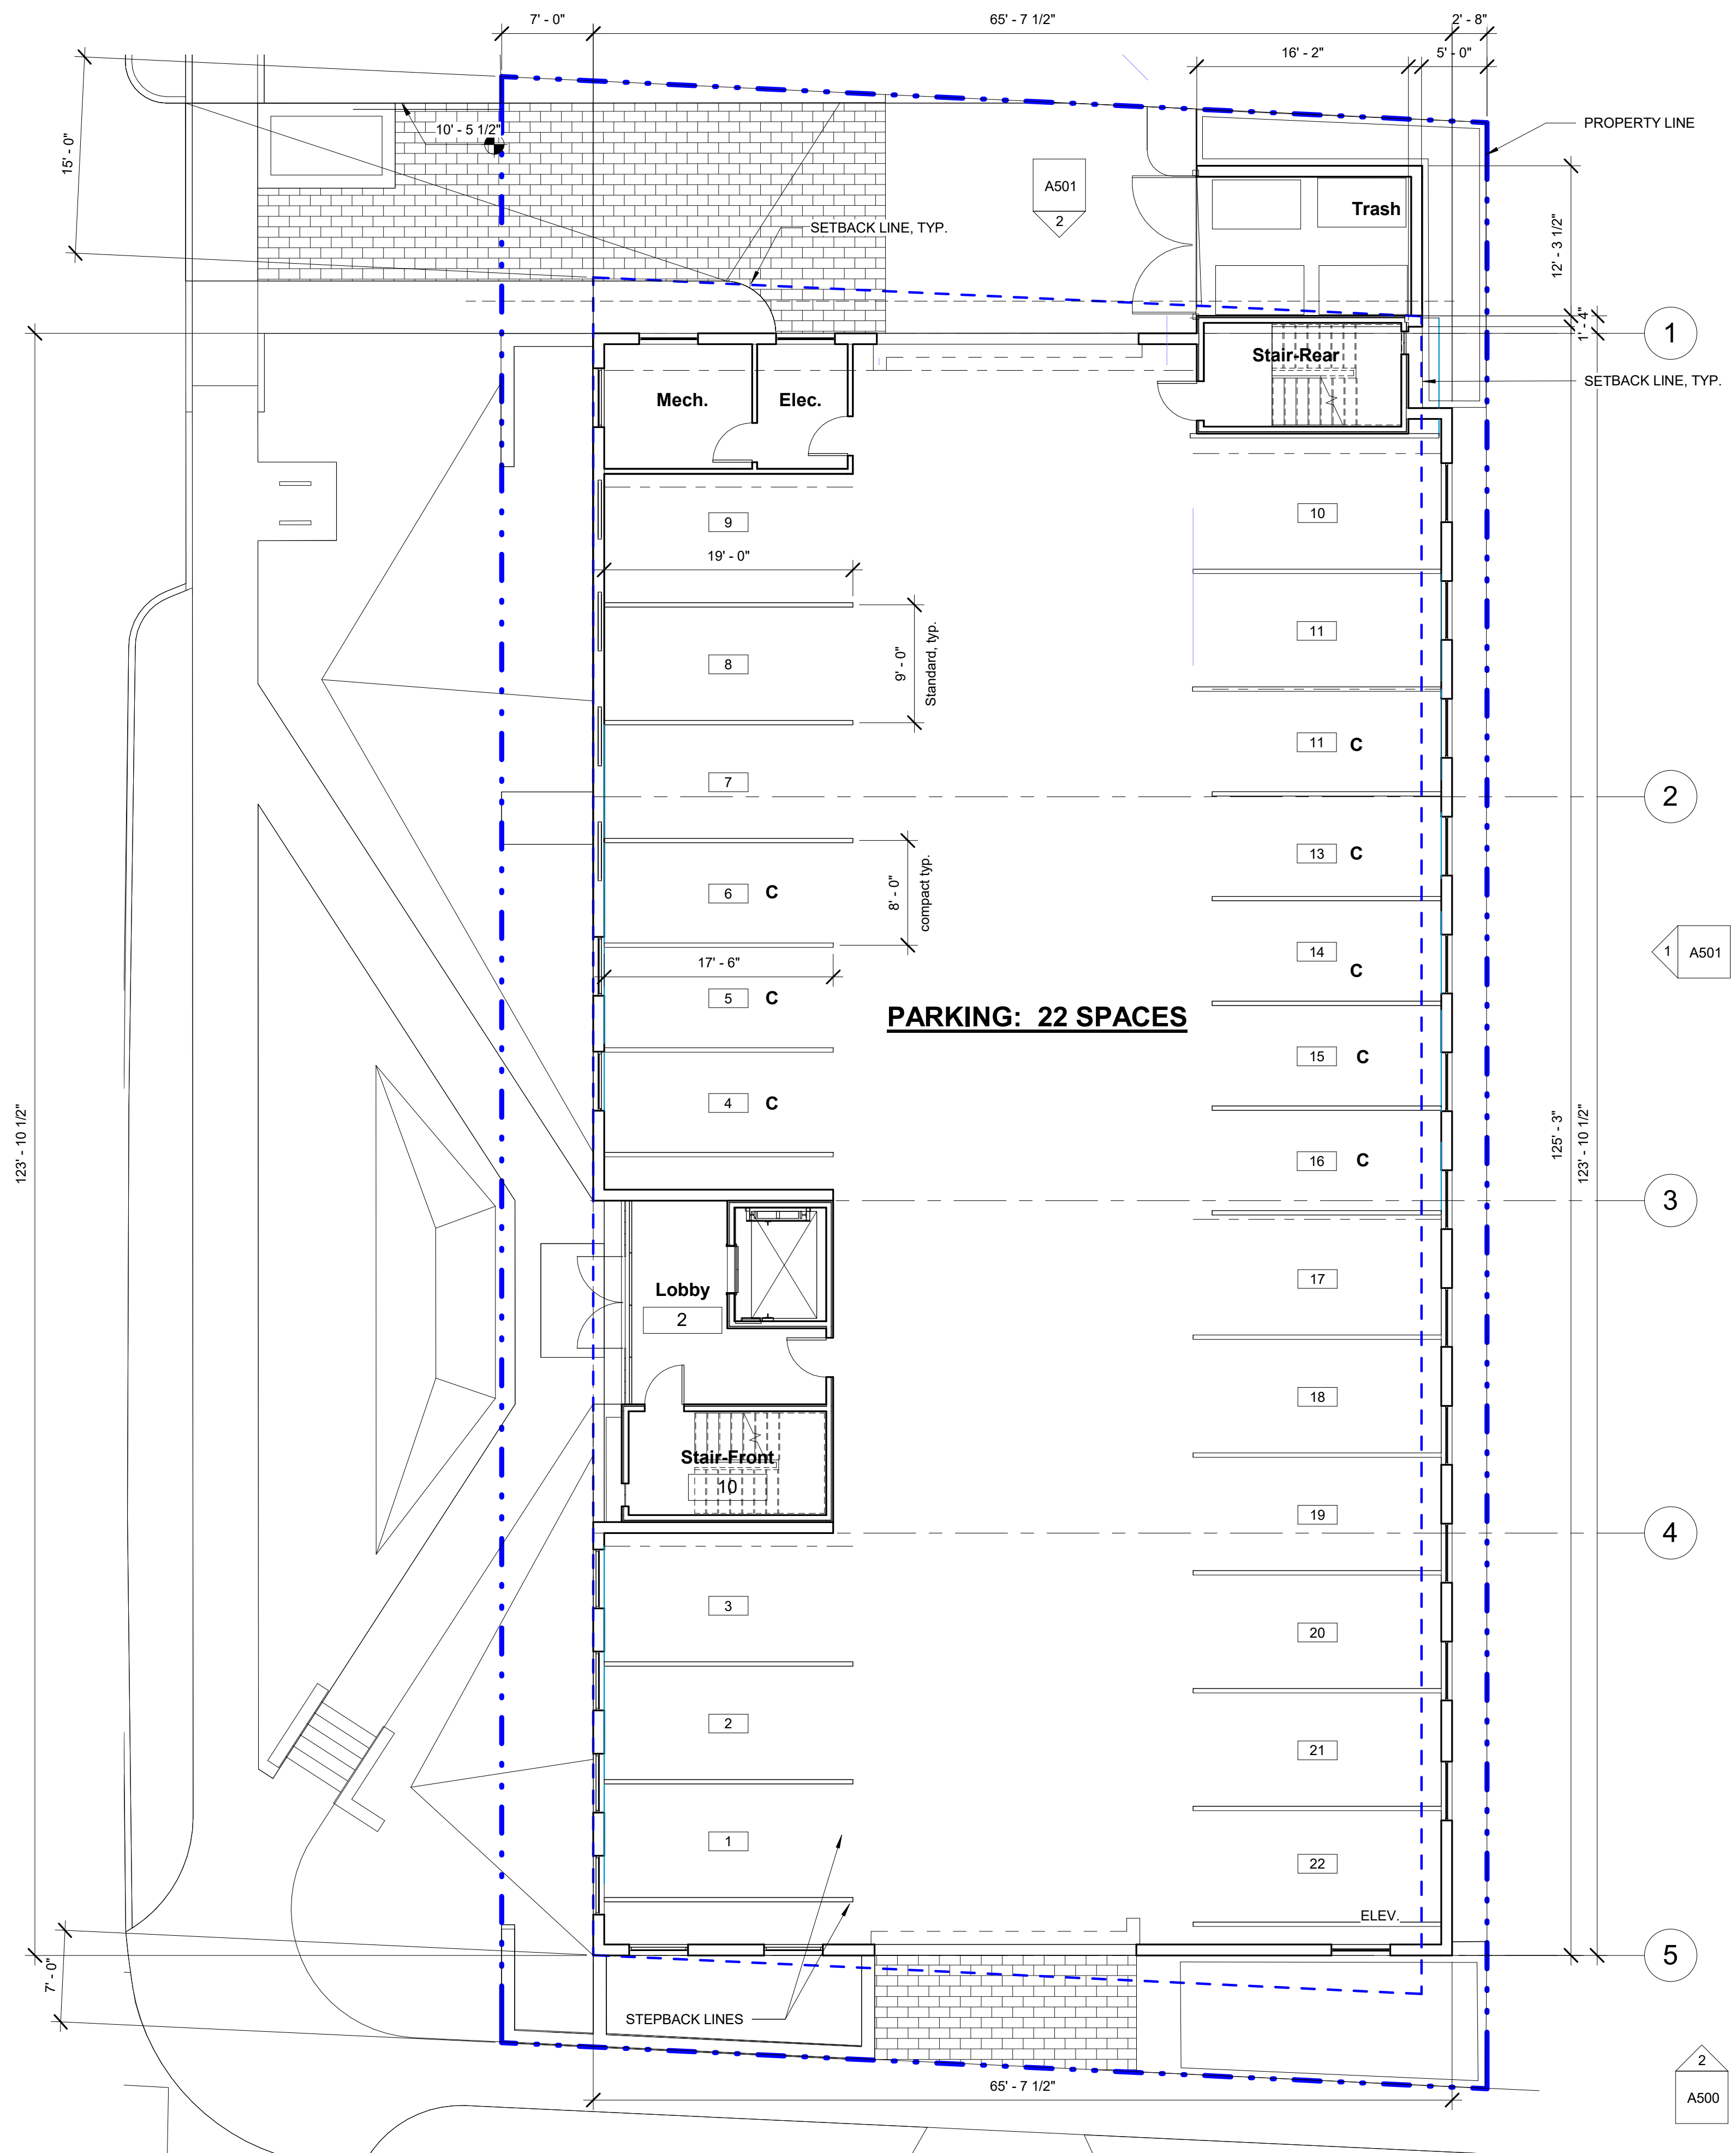 7' - 0"
65' - 7 1/2"
2' - 8"
16' - 2"
5' - 0"
15' - 0"
10' - 5 1/2"
PROPERTY LINE
A501
2
Trash
SETBACK LINE, TYP.
12' - 3 1/2"
1' - 4"
1
Stair-Rear
SETBACK LINE, TYP.
Mech.
Elec.
9
10
19' - 0"
11
8
9' - 0"
Standard, typ.
11 C
7
2
13 C
6 C
8' - 0"
compact typ.
14
C
1 A501
17' - 6"
5 C
PARKING: 22 SPACES
15 C
4 C
123' - 10 1/2"
125' - 3"
123' - 10 1/2"
16 C
3
Lobby
2
17
18
Stair-Front
10
19
4
3
20
2
21
1
22
ELEV.
5
7' - 0"
STEPBACK LINES
65' - 7 1/2"
2
A500